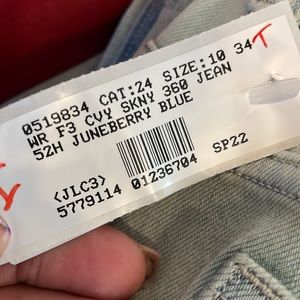 0519834 CAT:24 SIZE:10 34T
WR F3 CVY SKNY 360 JEAN
52H JUNEBERRY BLUE
(JLC3) 01236704 SP22
5779114